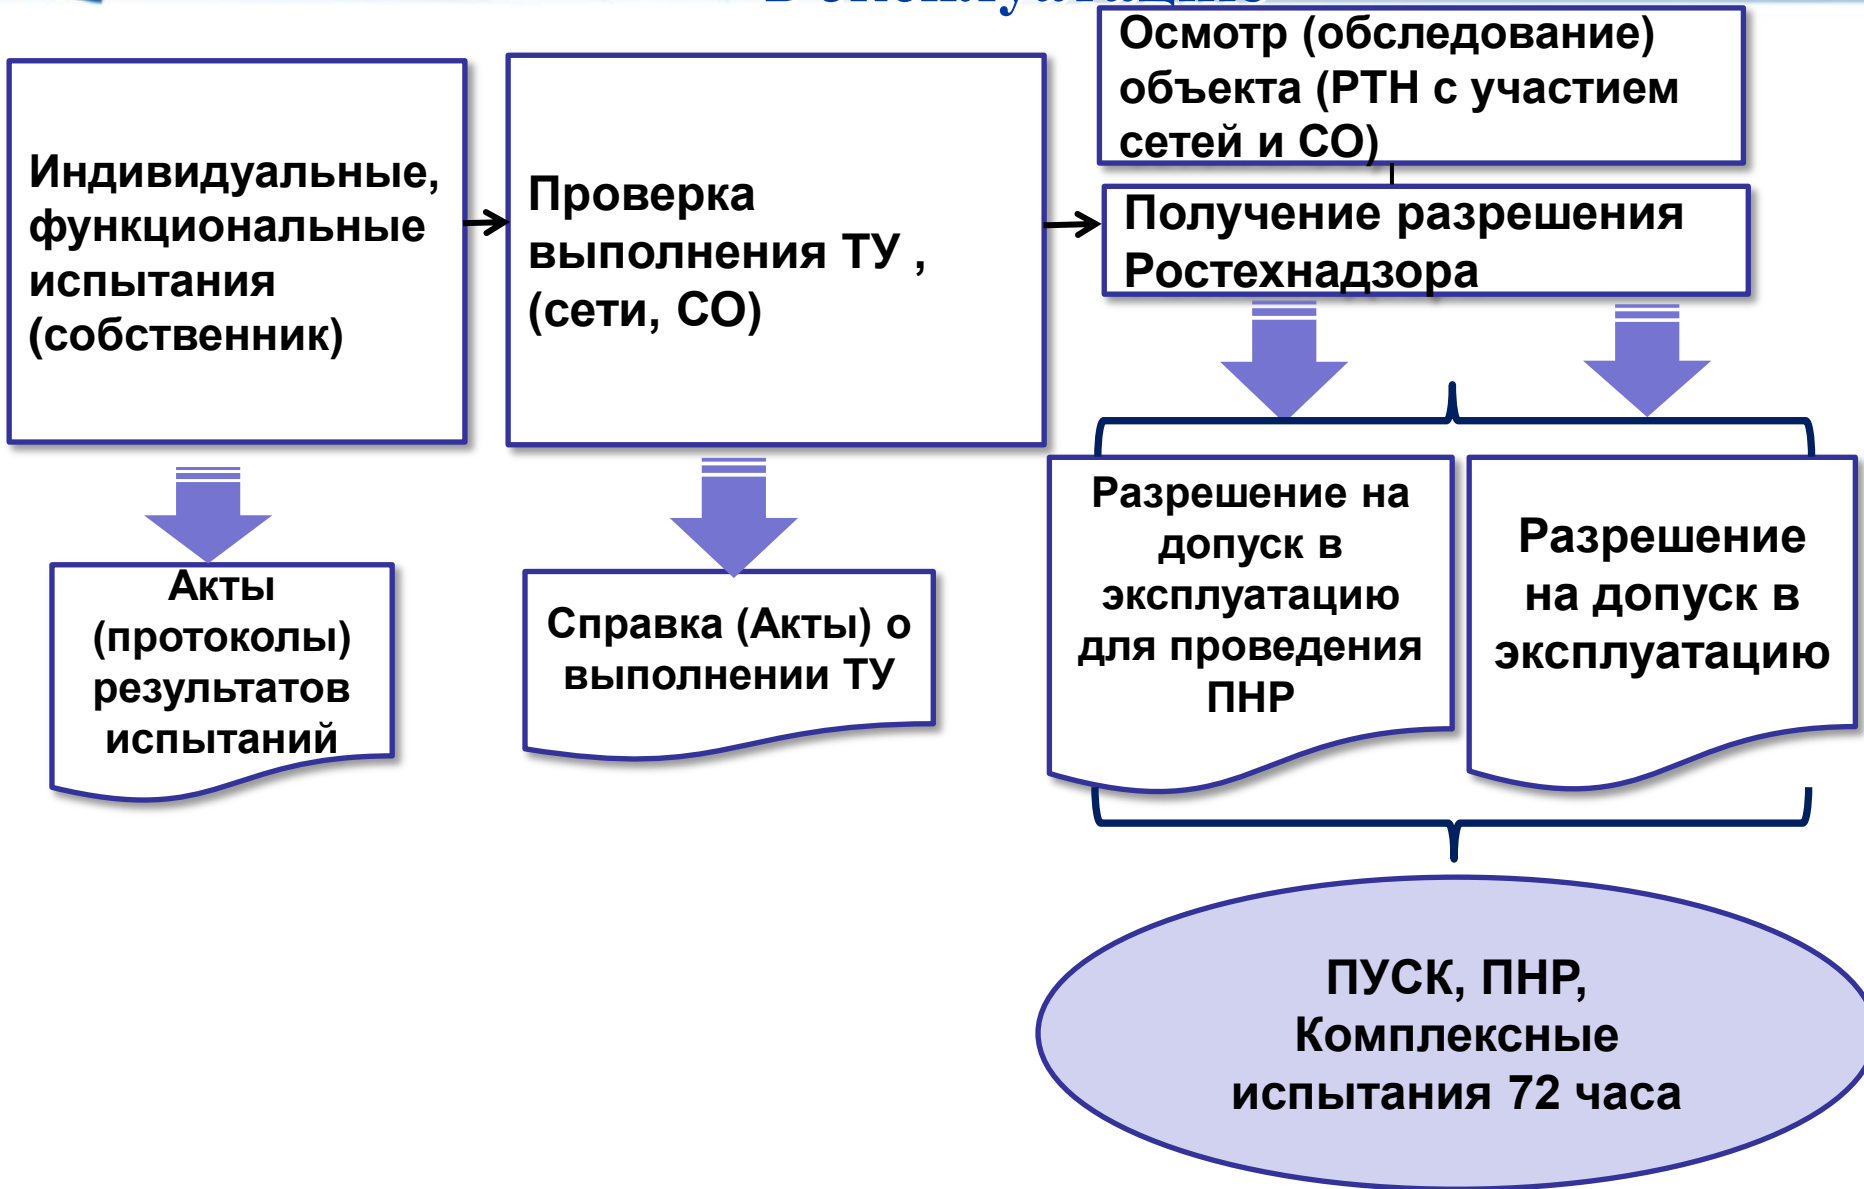 Осмотр (обследование)
объекта (РТН с участием
сетей и СО)
Индивидуальные,
функциональные
испытания
(собственник)
Проверка
выполнения ТУ ,
(сети, СО)
Получение разрешения
Ростехнадзора
Акты
(протоколы)
результатов
испытаний
Справка (Акты) о
выполнении ТУ
Разрешение на
допуск в
эксплуатацию
для проведения
ПНР
Разрешение
на допуск в
эксплуатацию
ПУСК, ПНР,
Комплексные
испытания 72 часа